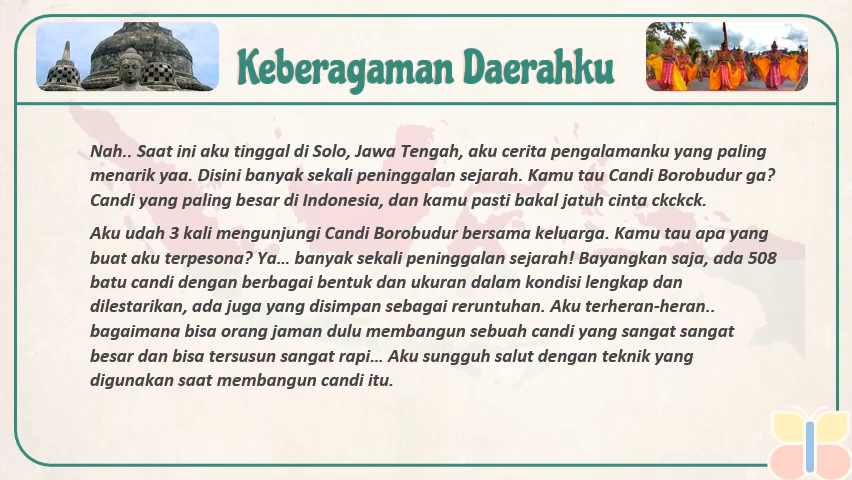 Keberagaman Daerahku
Nah.. Saat ini aku tinggal di Solo, Jawa Tengah, aku cerita pengalamanku yang paling
menarik yaa. Disini banyak sekali peninggalan sejarah. Kamu tau Candi Borobudur ga?
Candi yang paling besar di Indonesia, dan kamu pasti bakal jatuh cinta ckckck.
Aku udah 3 kali mengunjungi Candi Borobudur bersama keluarga. Kamu tau apa yang
buat aku terpesona? Ya... banyak sekali peninggalan sejarah! Bayangkan saja, ada 508
batu candi dengan berbagai bentuk dan ukuran dalam kondisi lengkap dan
dilestarikan, ada juga yang disimpan sebagai reruntuhan. Aku terheran-heran..
bagaimana bisa orang jaman dulu membangun sebuah candi yang sangat sangat
besar dan bisa tersusun sangat rapi... Aku sungguh salut dengan teknik yang
digunakan saat membangun candi itu.